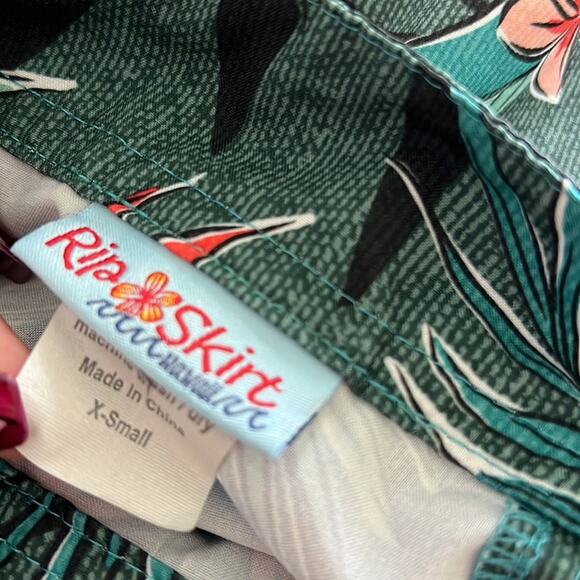 Rip Skirt
HAWAII
machine wash / dry
Made in China
X-Small